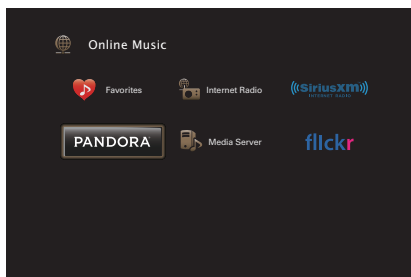 Online Music
Favorites
Internet Radio
((SiriusXM))
INTERNET RADIO
PANDORA
Media Server
flIckr